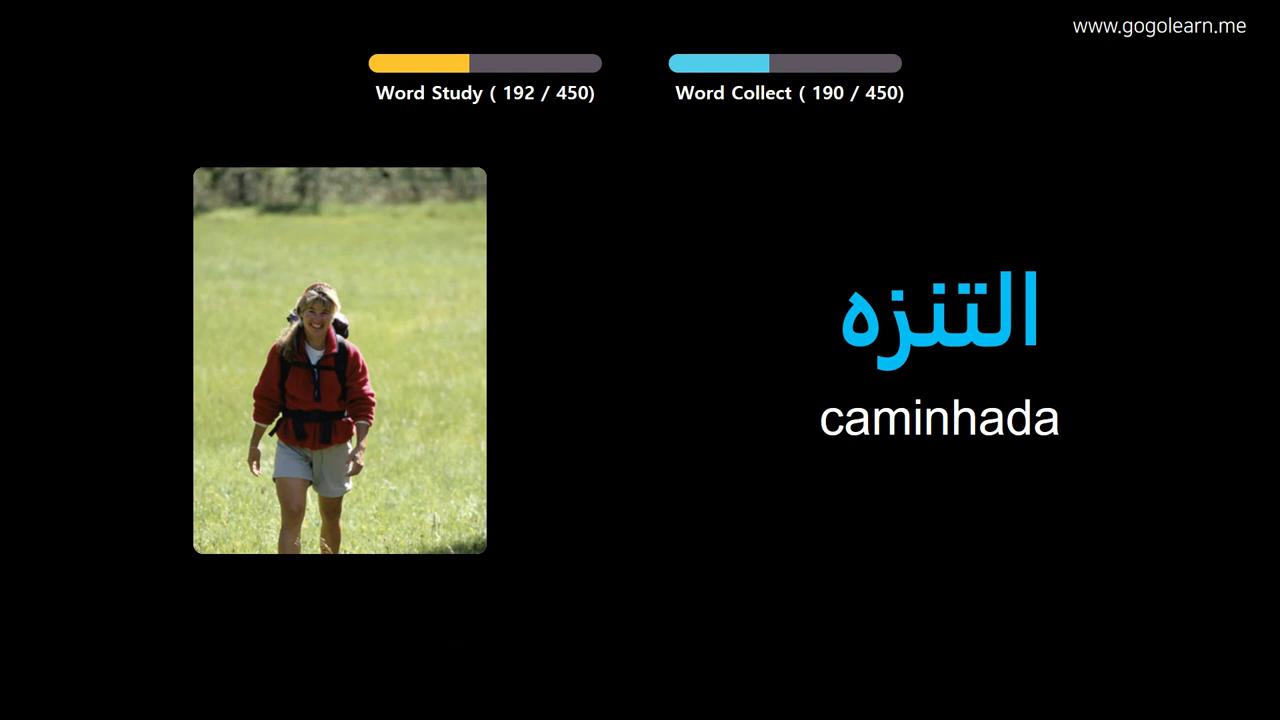 www.gogolearn.me
Word Study ( 192 / 450)
Word Collect ( 190 / 450)
التنزه
caminhada